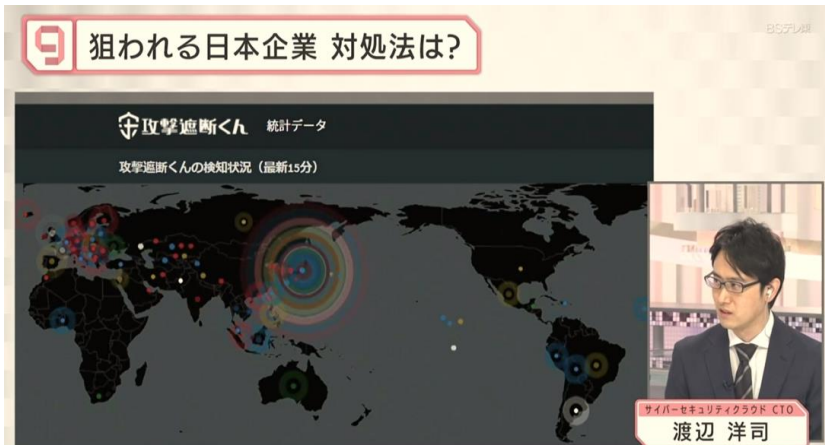 9 狙われる日本企業 対処法は?
BSテレ東
攻撃遮断くん 統計データ
攻撃遮断くんの検知状況（最新15分）
サイバーセキュリティクラウド CTO
渡辺 洋司